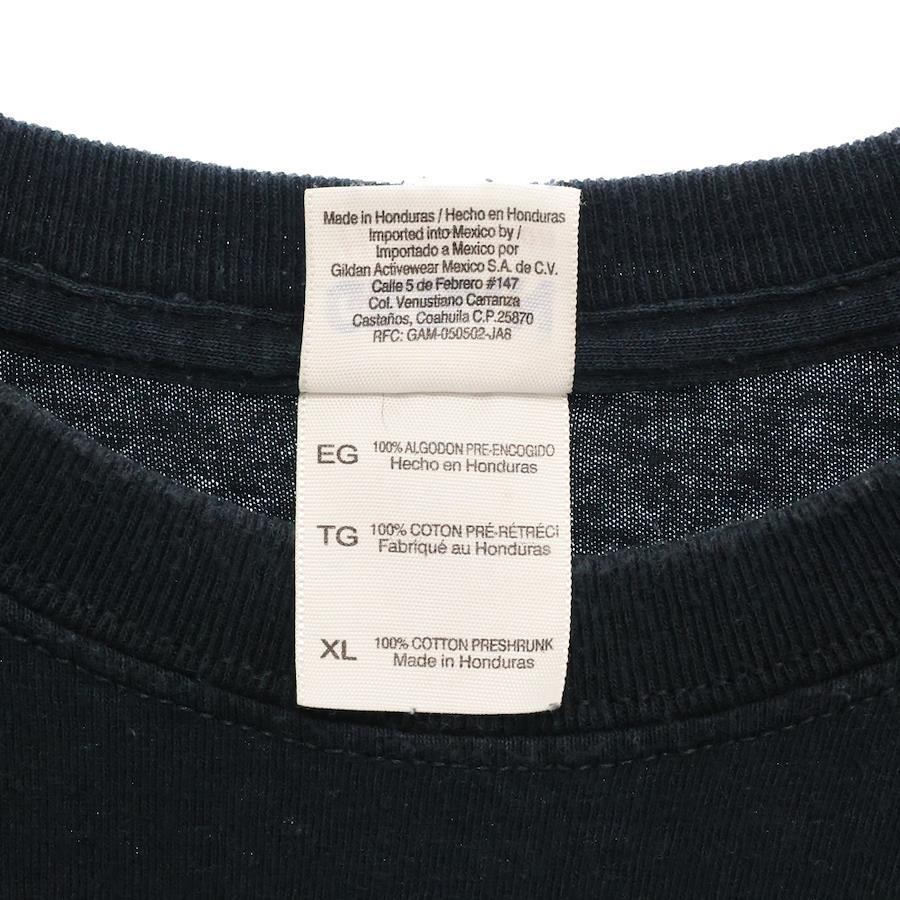 Made in Honduras / Hecho en Honduras
Imported into Mexico by /
Importado a Mexico por
Gildan Activewear Mexico S.A. de C.V.
Calle 5 de Febrero #147
Col. Venustiano Carranza
Castaños, Coahuila C.P.25870
RFC: GAM-050502-JA8
EG 100% ALGODON PRE-ENCOGIDO
Hecho en Honduras
TG 100% COTON PRÉ-RÉTRÉCI
Fabriqué au Honduras
XL 100% COTTON PRESHRUNK
Made in Honduras